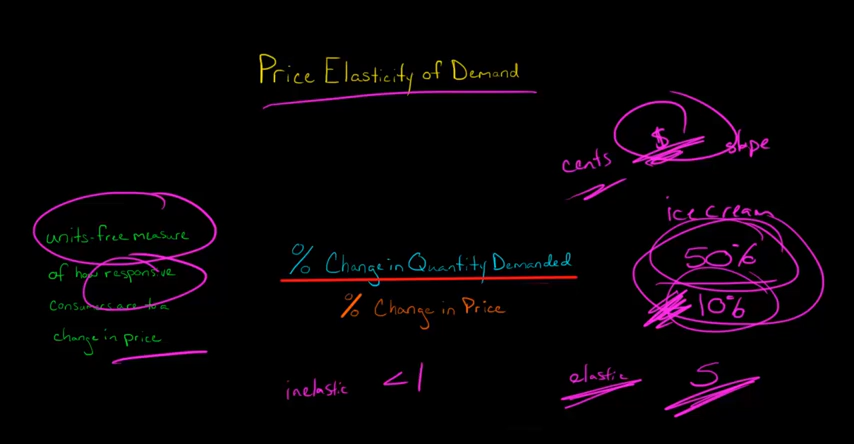 Price Elasticity of Demand
$
cents
slope
units-free measure
of how responsive
consumers are to a
change in price
% Change in Quantity Demanded
% Change in Price
ice cream
50%
10%
inelastic <1
elastic 5